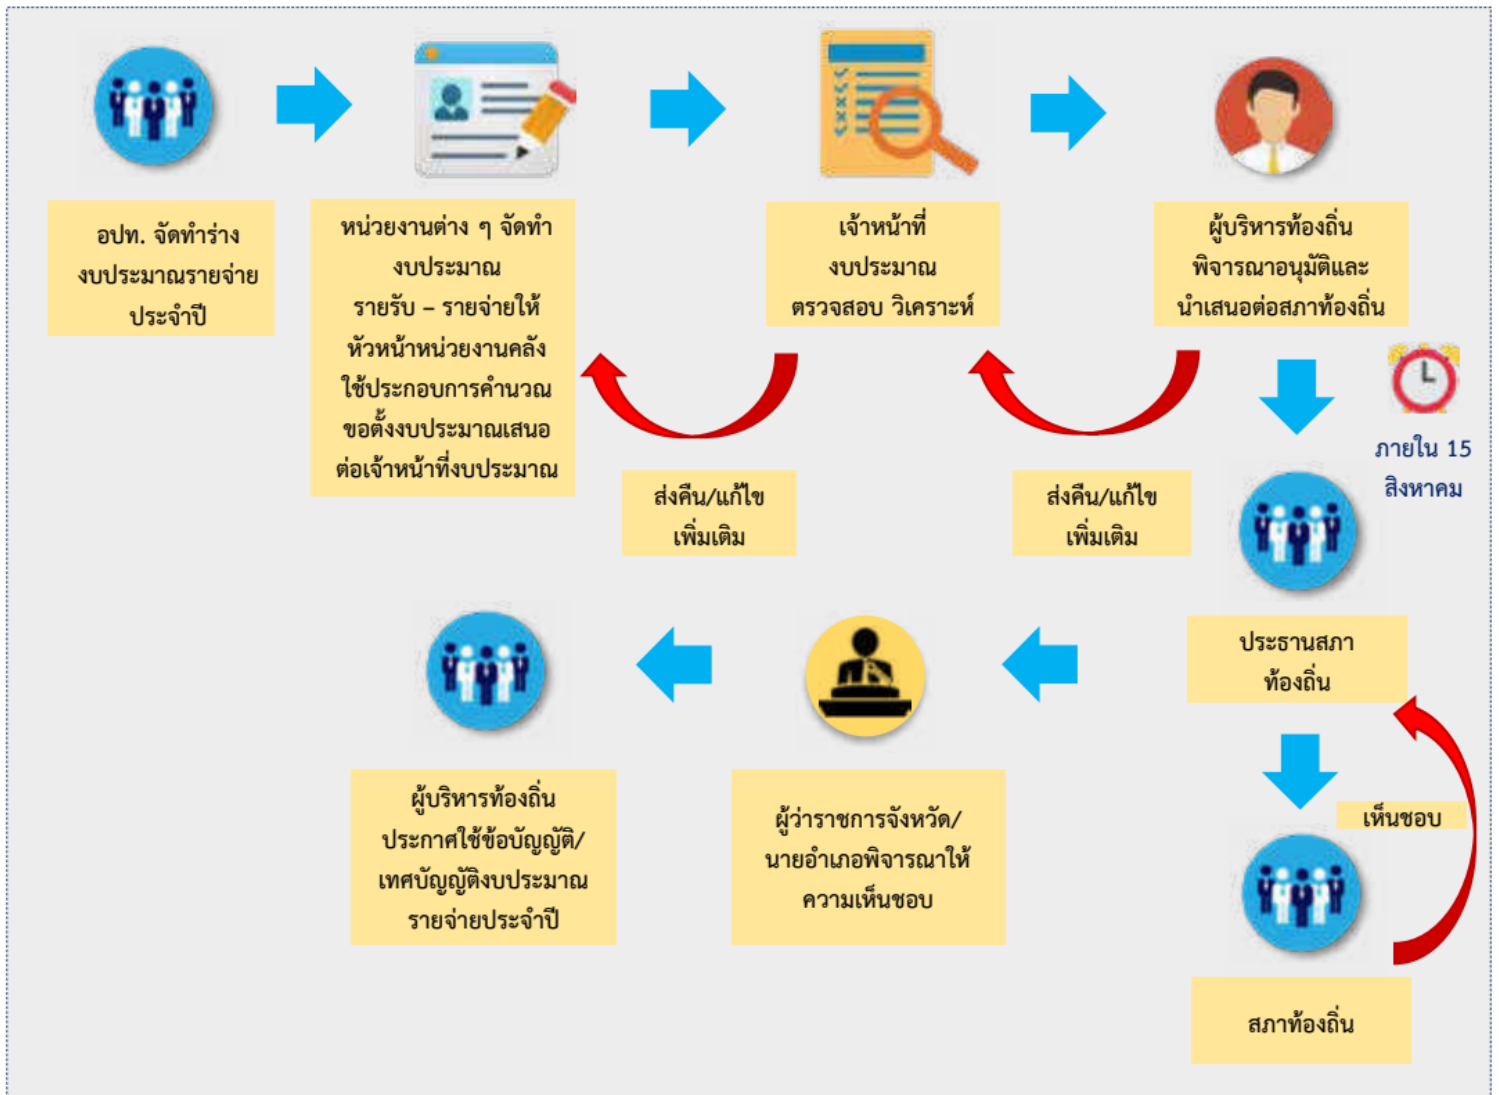 อปท. จัดทำร่าง
งบประมาณรายจ่าย
ประจำปี
หน่วยงานต่าง ๆ จัดทำ
งบประมาณ
รายรับ – รายจ่ายให้
หัวหน้าหน่วยงานคลัง
ใช้ประกอบการคำนวณ
ขอตั้งงบประมาณเสนอ
ต่อเจ้าหน้าที่งบประมาณ
เจ้าหน้าที่
งบประมาณ
ตรวจสอบ วิเคราะห์
ผู้บริหารท้องถิ่น
พิจารณาอนุมัติและ
นำเสนอต่อสภาท้องถิ่น
ภายใน 15
สิงหาคม
ส่งคืน/แก้ไข
เพิ่มเติม
ส่งคืน/แก้ไข
เพิ่มเติม
ประธานสภา
ท้องถิ่น
เห็นชอบ
สภาท้องถิ่น
ผู้ว่าราชการจังหวัด/
นายอำเภอพิจารณาให้
ความเห็นชอบ
ผู้บริหารท้องถิ่น
ประกาศใช้ข้อบัญญัติ/
เทศบัญญัติงบประมาณ
รายจ่ายประจำปี